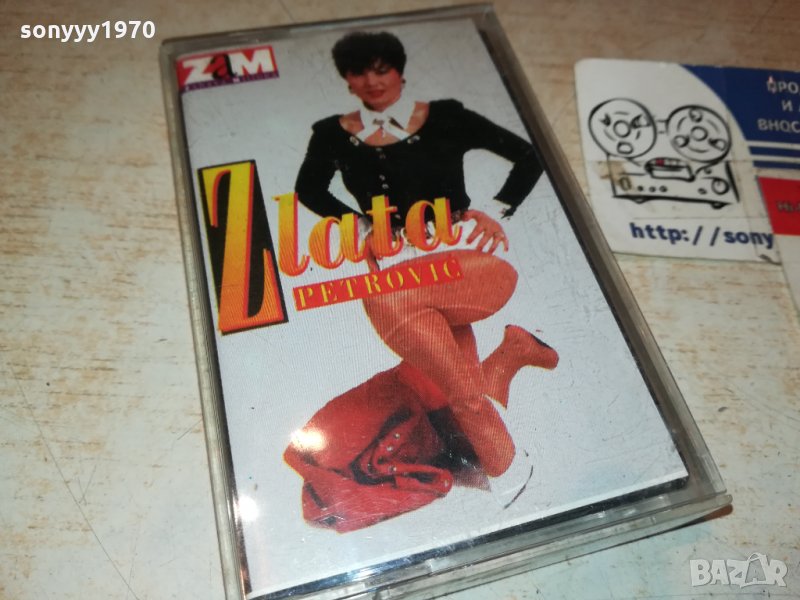 sonyyy1970
ZaM
Zlata
PETROVIC
http://sony
BAZAR